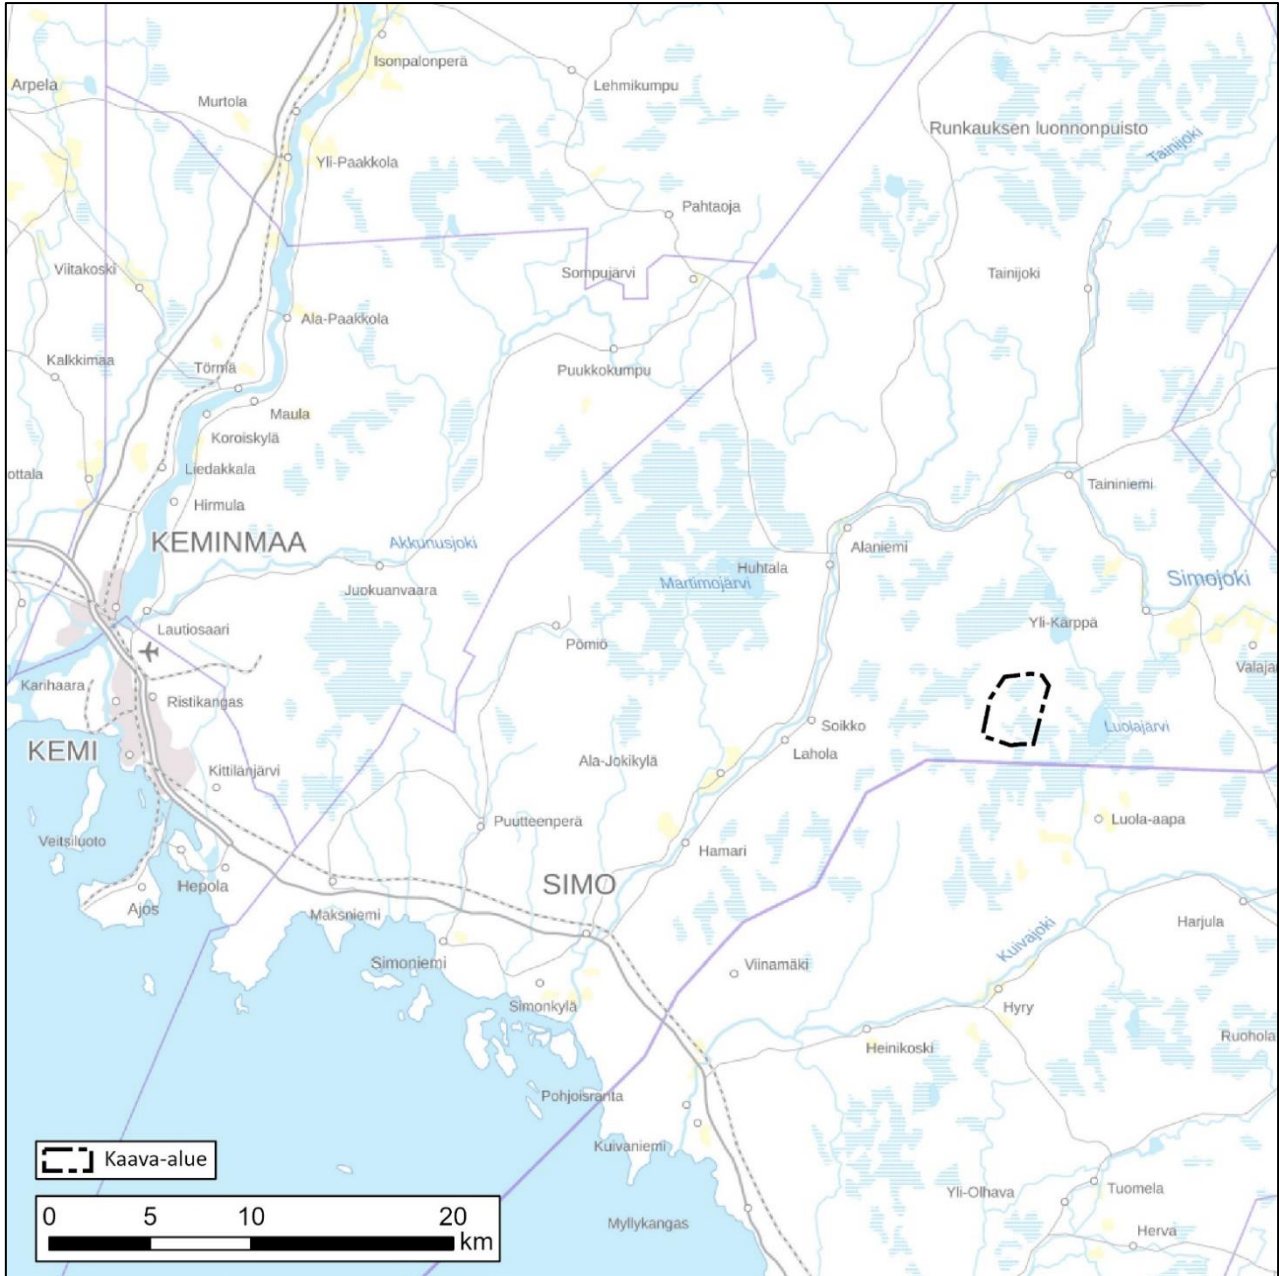 Isonpalonperä
Arpela
Lehmikumpu
Murtola
Runkauksen luonnonpuisto
Tainijoki
Yli-Paakkola
Pahtaoja
Viitakoski
Sompujärvi
Tainijoki
Ala-Paakkola
Kalkkimaa
Törmä
Puukkokumpu
Maula
Koroiskylä
ottala
Liedakkala
Taininiemi
Hirmula
KEMINMAA
Akkunusjoki
Alaniemi
Huhtala
Martimojärvi
Simojoki
Juokuanvaara
Yli-Kärppä
Lautiosaari
Pömiö
Valaja
Karihaara
Ristikangas
Soikko
Luolajärvi
KEMI
Lahola
Ala-Jokikylä
Kittilänjärvi
Puutteenperä
Luola-aapa
Veitsiluoto
Hamari
SIMO
Hepola
Ajos
Maksniemi
Harjula
Kuivajoki
Simoniemi
Viinamäki
Simonkylä
Hyry
Ruohola
Heinikoski
Pohjoisranta
Kuivaniemi
Kaava-alue
Yli-Olhava
Tuomela
0 5 10 20
km
Myllykangas
Herva